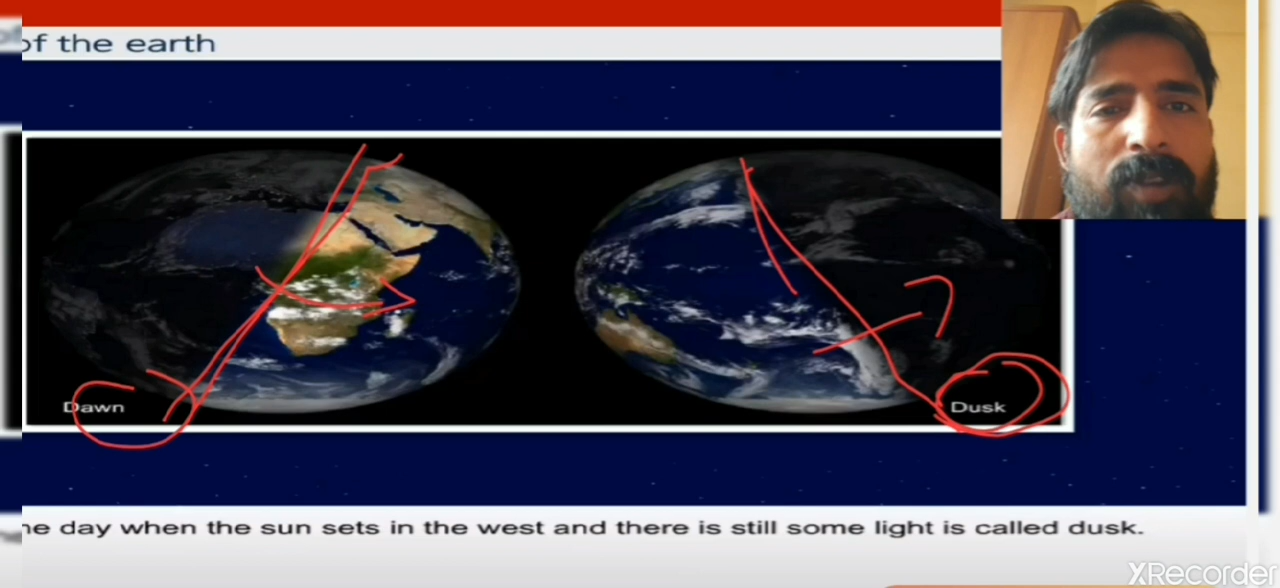 of the earth
Dawn
Dusk
he day when the sun sets in the west and there is still some light is called dusk.
XRecorder